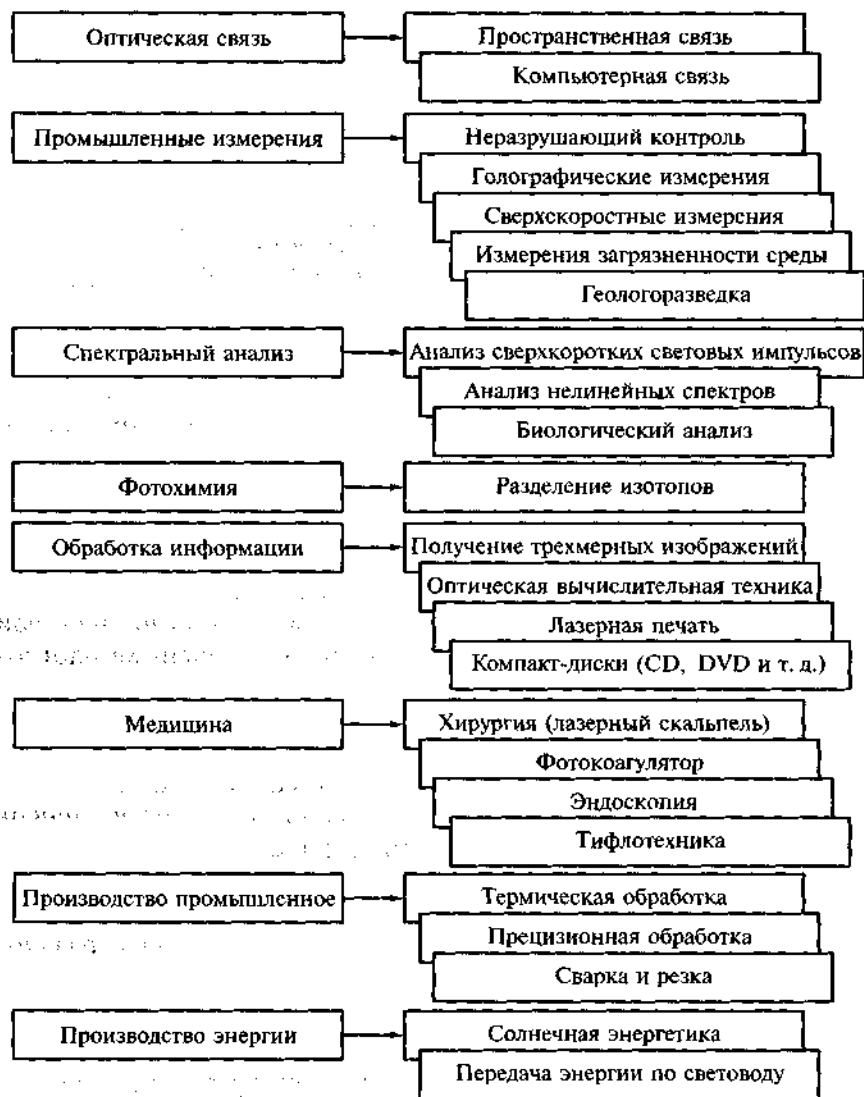 Оптическая связь
Пространственная связь
Компьютерная связь
Промышленные измерения
Неразрушающий контроль
Голографические измерения
Сверхскоростные измерения
Измерения загрязненности среды
Геологоразведка
Спектральный анализ
Анализ сверхкоротких световых импульсов
Анализ нелинейных спектров
Биологический анализ
Фотохимия
Разделение изотопов
Обработка информации
Получение трехмерных изображений
Оптическая вычислительная техника
Лазерная печать
Компакт-диски (CD, DVD и т. д.)
Медицина
Хирургия (лазерный скальпель)
Фотокоагулятор
Эндоскопия
Тифлотехника
Производство промышленное
Термическая обработка
Прецизионная обработка
Сварка и резка
Производство энергии
Солнечная энергетика
Передача энергии по световоду